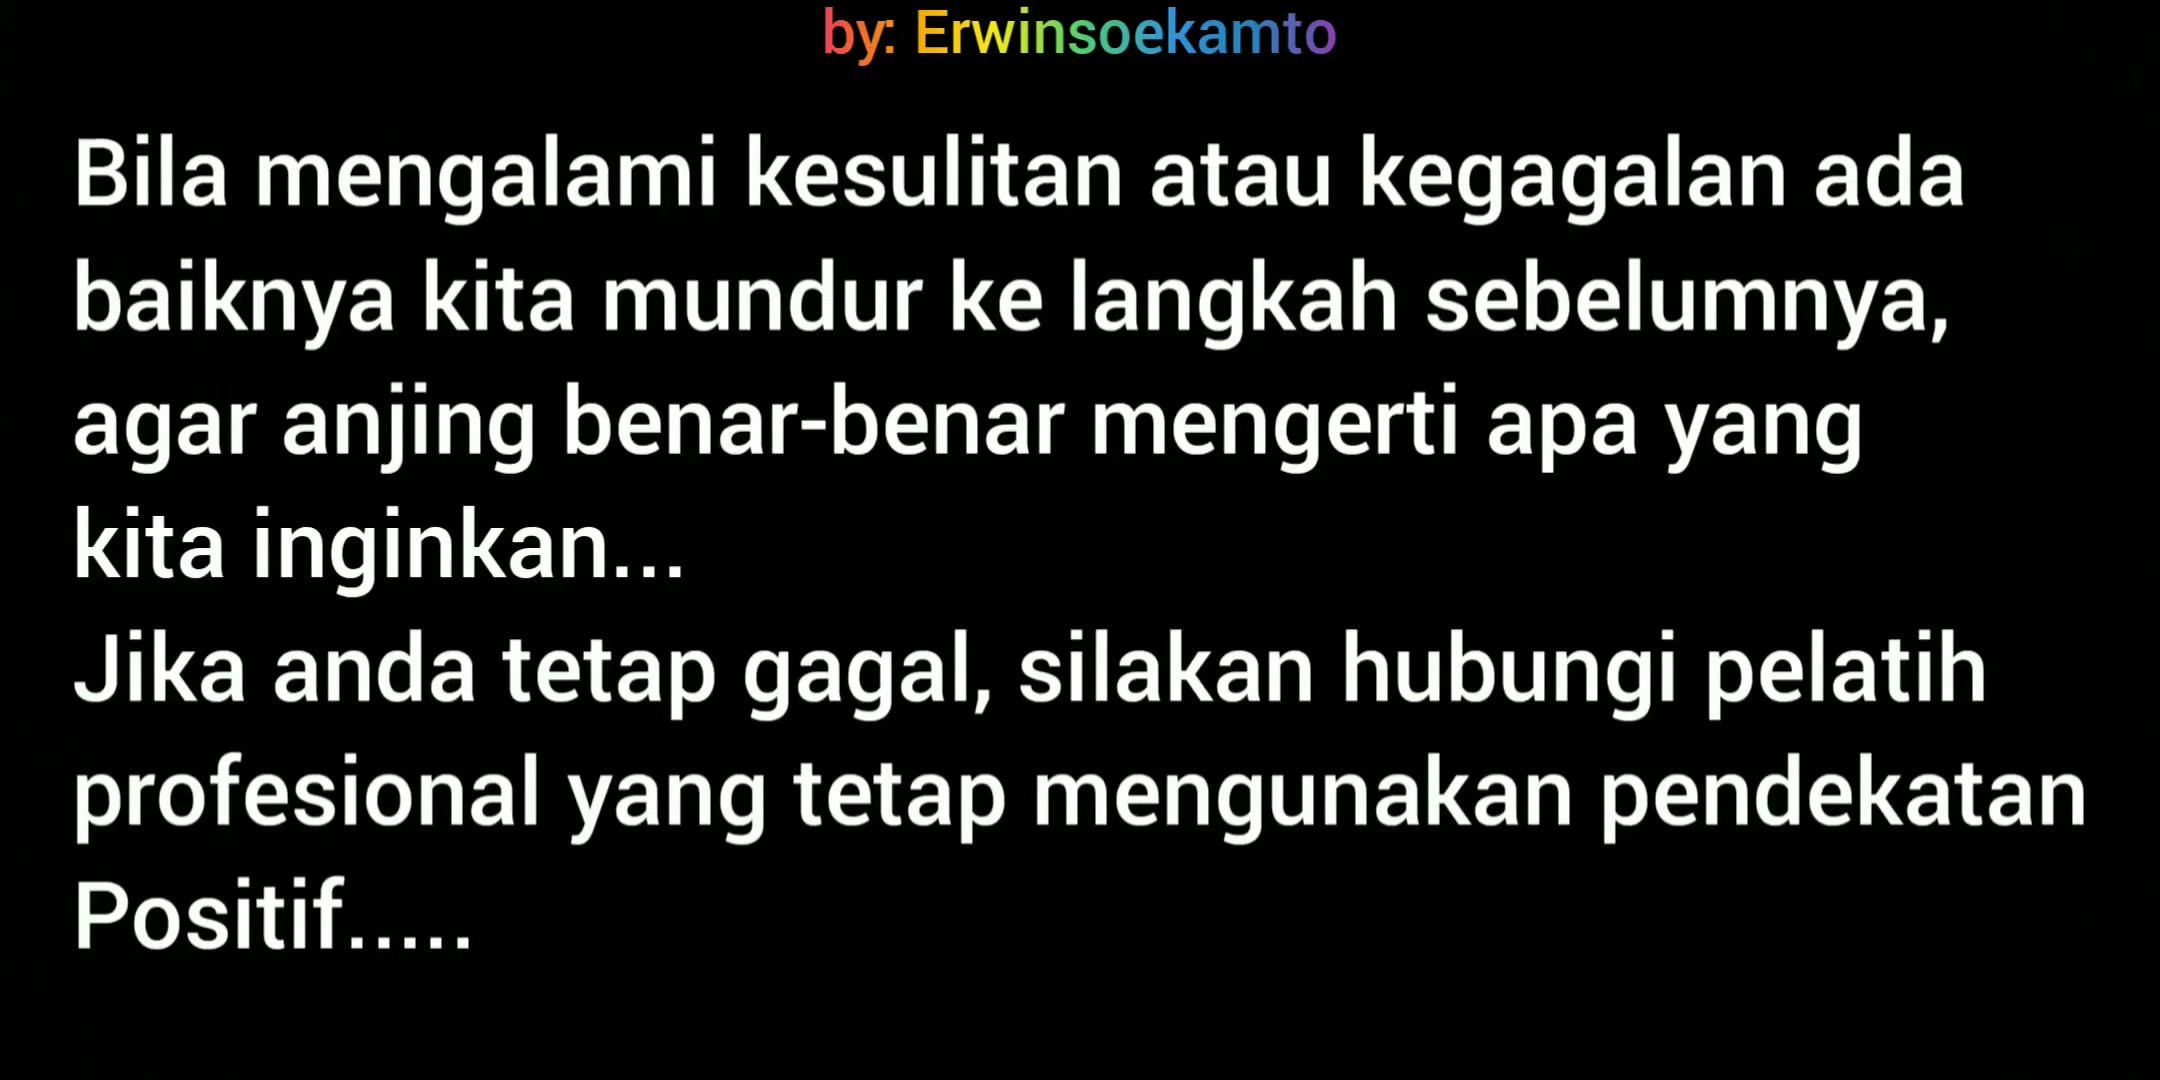 by: Erwinsoekamto
Bila mengalami kesulitan atau kegagalan ada
baiknya kita mundur ke langkah sebelumnya,
agar anjing benar-benar mengerti apa yang
kita inginkan...
Jika anda tetap gagal, silakan hubungi pelatih
profesional yang tetap mengunakan pendekatan
Positif.....